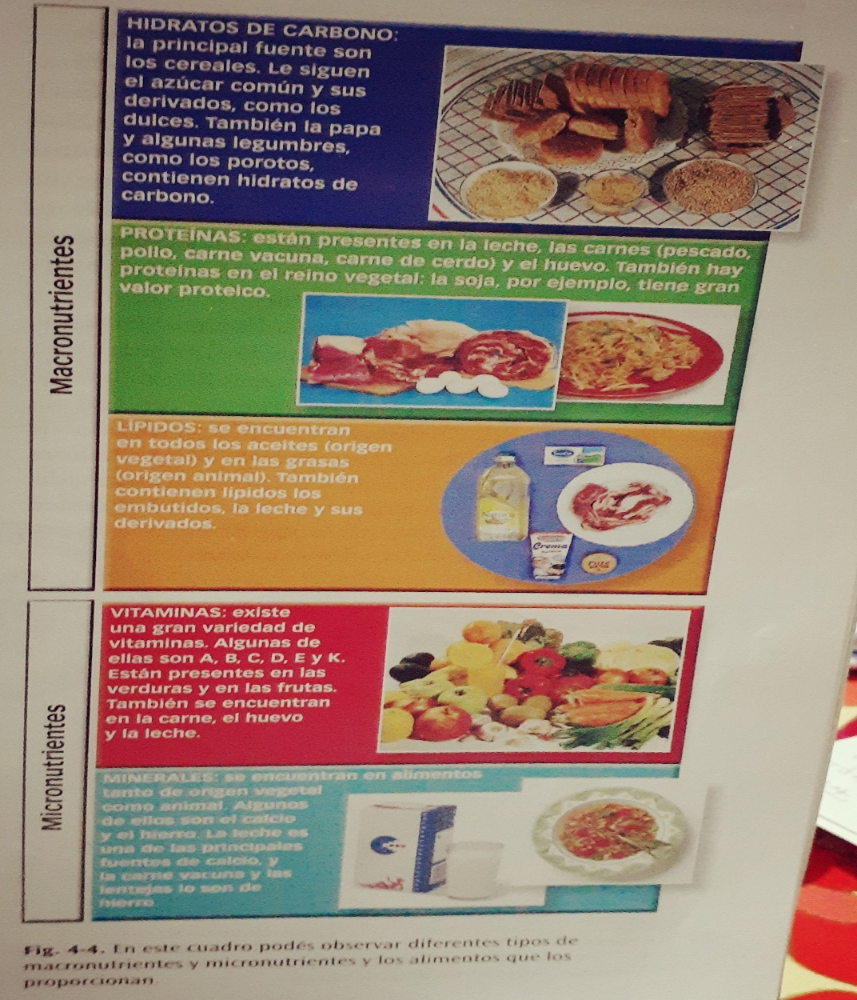 Macronutrientes
HIDRATOS DE CARBONO:
la principal fuente son
los cereales. Le siguen
el azúcar común y sus
derivados, como los
dulces. También la papa
y algunas legumbres,
como los porotos,
contienen hidratos de
carbono.
PROTEÍNAS: están presentes en la leche, las carnes (pescado,
pollo, carne vacuna, carne de cerdo) y el huevo. También hay
proteínas en el reino vegetal: la soja, por ejemplo, tiene gran
valor proteico.
LÍPIDOS: se encuentran
en todos los aceites (origen
vegetal) y en las grasas
(origen animal). También
contienen lípidos los
embutidos, la leche y sus
derivados.
Crema
Micronutrientes
VITAMINAS: existe
una gran variedad de
vitaminas. Algunas de
ellas son A, B, C, D, E y K.
Están presentes en las
verduras y en las frutas.
También se encuentran
en la carne, el huevo
y la leche.
MINERALES: se encuentran en alimentos
tanto de origen vegetal
como animal. Algunos
de ellos son el calcio
y el hierro. La leche es
una de las principales
fuentes de calcio, y
la carne vacuna y las
lentejas lo son de
hierro.
Fig. 4-4. En este cuadro podés observar diferentes tipos de
macronutrientes y micronutrientes y los alimentos que los
proporcionan.